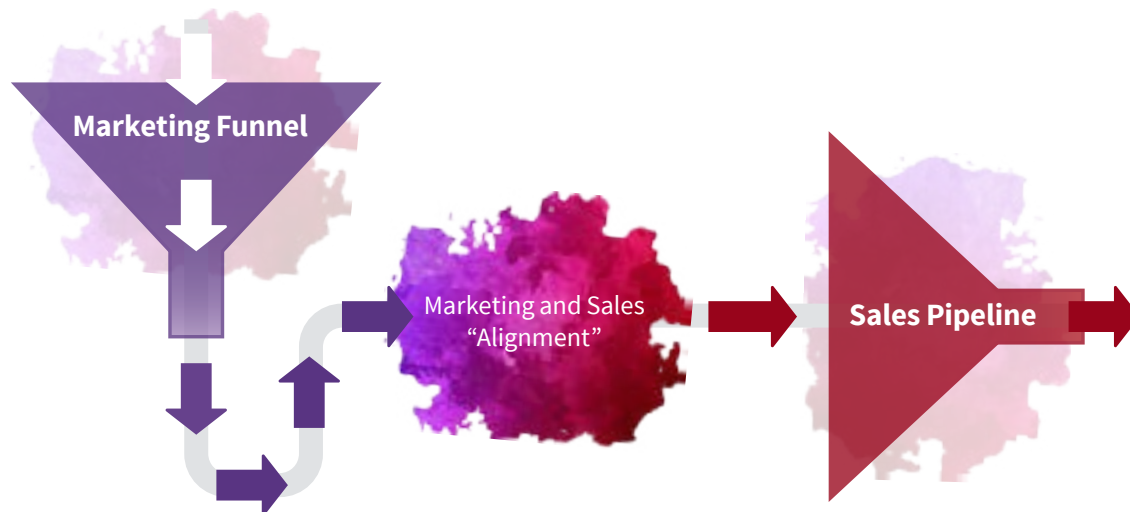 Marketing Funnel
Marketing and Sales
“Alignment”
Sales Pipeline